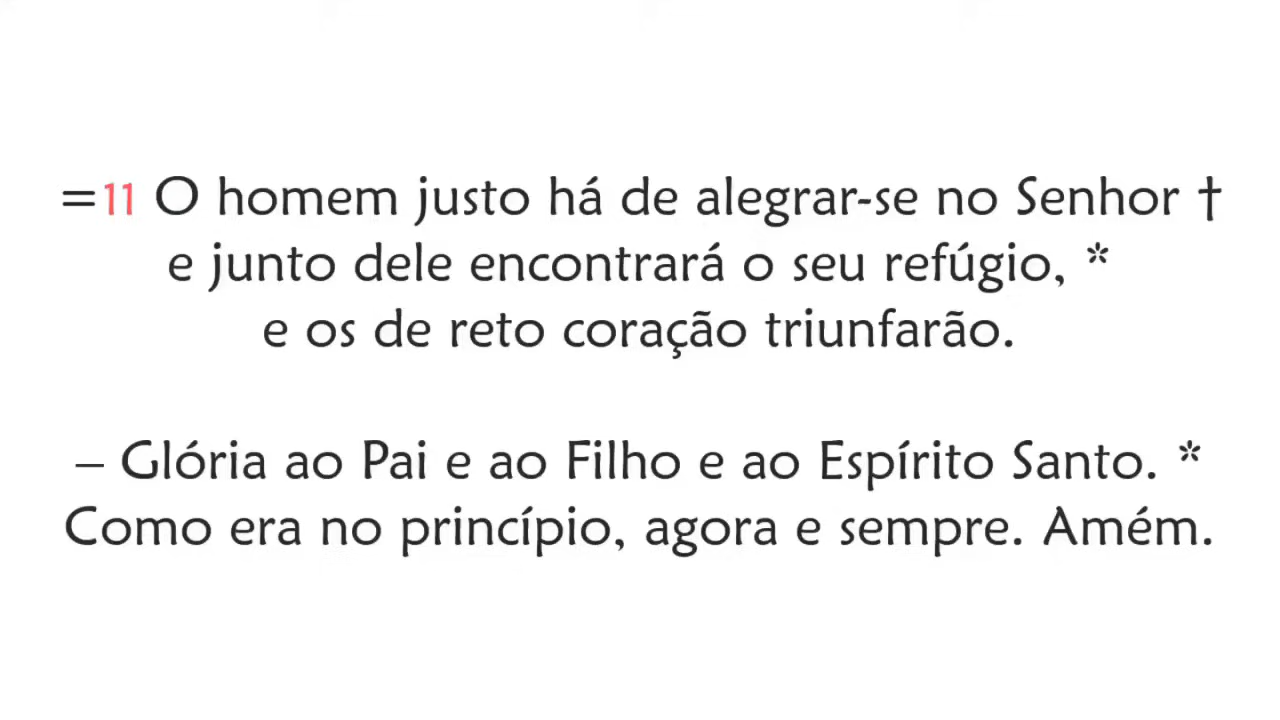 =11 O homem justo há de alegrar-se no Senhor †
e junto dele encontrará o seu refúgio, *
e os de reto coração triunfarão.
– Glória ao Pai e ao Filho e ao Espírito Santo. *
Como era no princípio, agora e sempre. Amém.